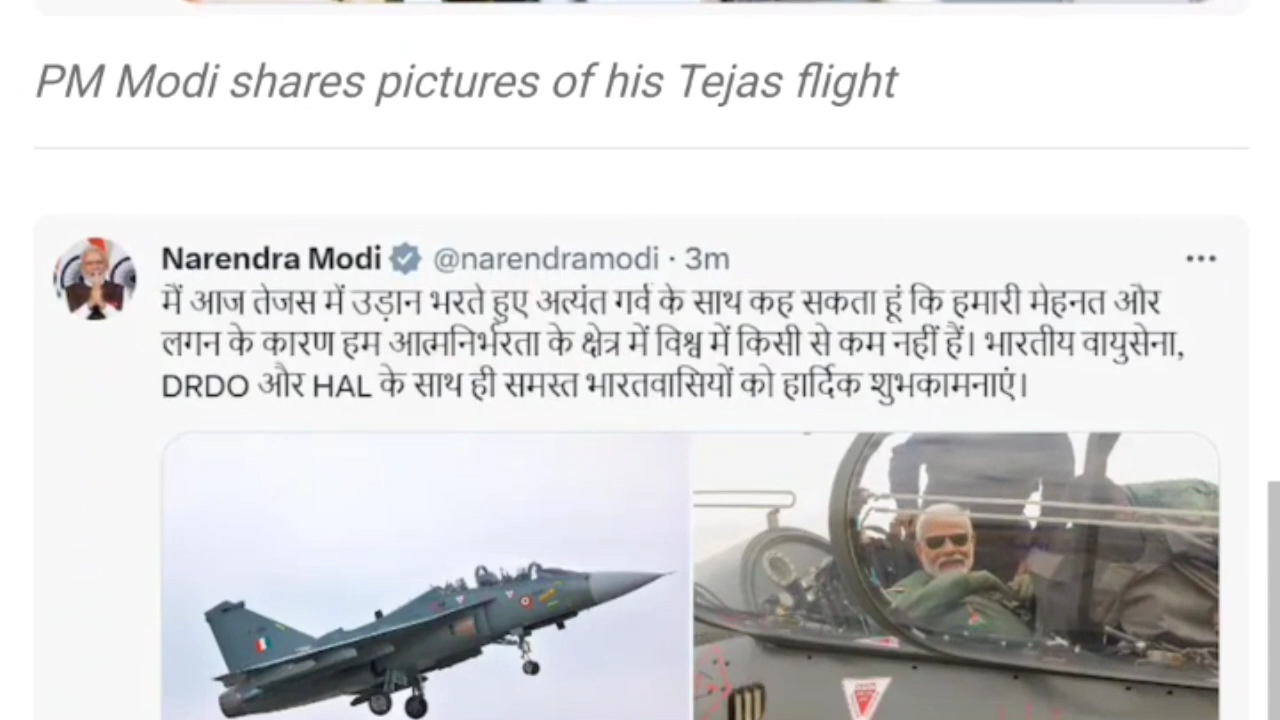 PM Modi shares pictures of his Tejas flight
Narendra Modi @narendramodi · 3m
मैं आज तेजस में उड़ान भरते हुए अत्यंत गर्व के साथ कह सकता हूं कि हमारी मेहनत और
लगन के कारण हम आत्मनिर्भरता के क्षेत्र में विश्व में किसी से कम नहीं हैं। भारतीय वायुसेना,
DRDO और HAL के साथ ही समस्त भारतवासियों को हार्दिक शुभकामनाएं।